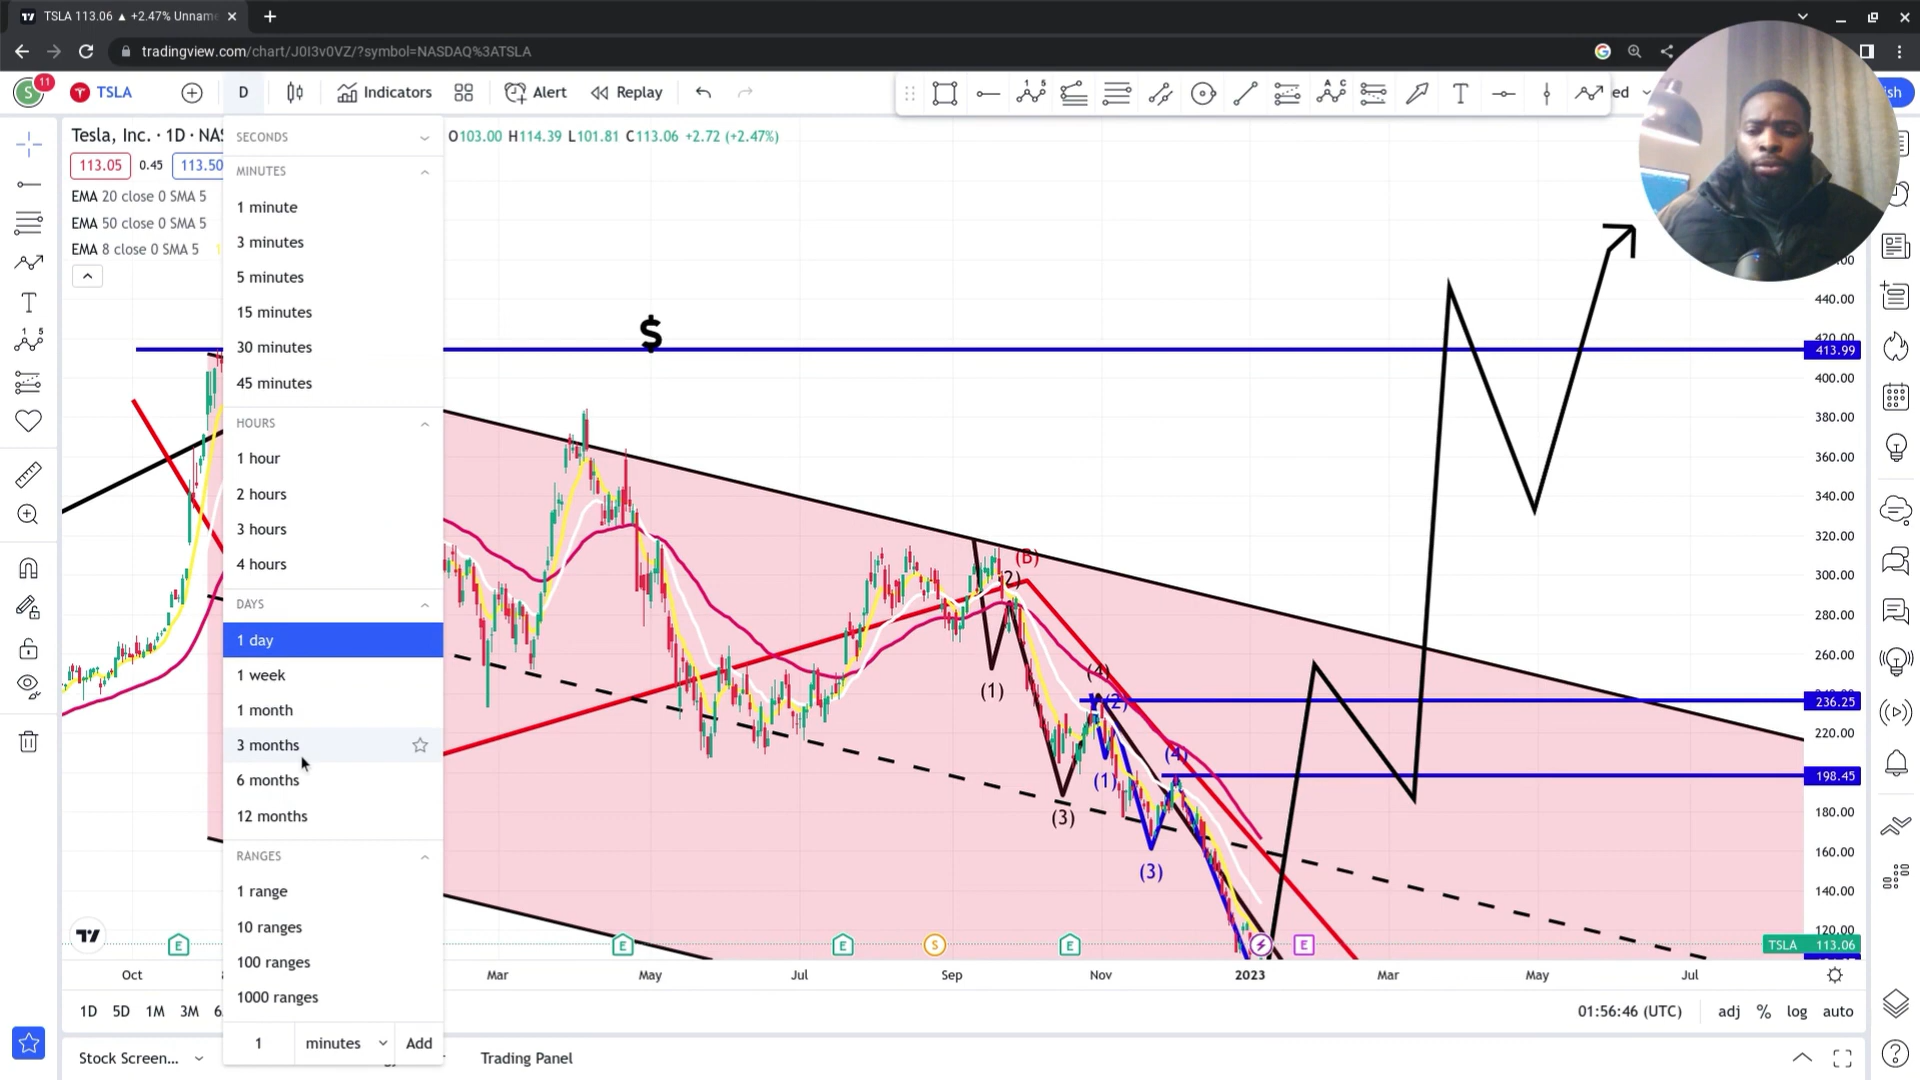 TSLA 113.06 ▲ +2.47% Unnam
tradingview.com/chart/J0I3v0VZ/?symbol=NASDAQ%3ATSLA
S 11 TSLA D Indicators Alert Replay ed ish
Tesla, Inc. · 1D · NAS O103.00 H114.39 L101.81 C113.06 +2.72 (+2.47%)
113.05 0.45 113.50
EMA 20 close 0 SMA 5
EMA 50 close 0 SMA 5
EMA 8 close 0 SMA 5
SECONDS
MINUTES
1 minute
3 minutes
5 minutes
15 minutes
30 minutes
45 minutes
HOURS
1 hour
2 hours
3 hours
4 hours
DAYS
1 day
1 week
1 month
3 months
6 months
12 months
RANGES
1 range
10 ranges
100 ranges
1000 ranges
1 minutes Add
$
(B)
2)
(1)
(3)
(4)
(2)
(1)
(3)
(4)
440.00
420.00
413.99
400.00
380.00
360.00
340.00
320.00
300.00
280.00
260.00
236.25
220.00
198.45
180.00
160.00
140.00
120.00
TSLA 113.06
E E E S E E
Oct Mar May Jul Sep Nov 2023 Mar May Jul
1D 5D 1M 3M 6 01:56:46 (UTC) adj % log auto
Stock Screen... Trading Panel